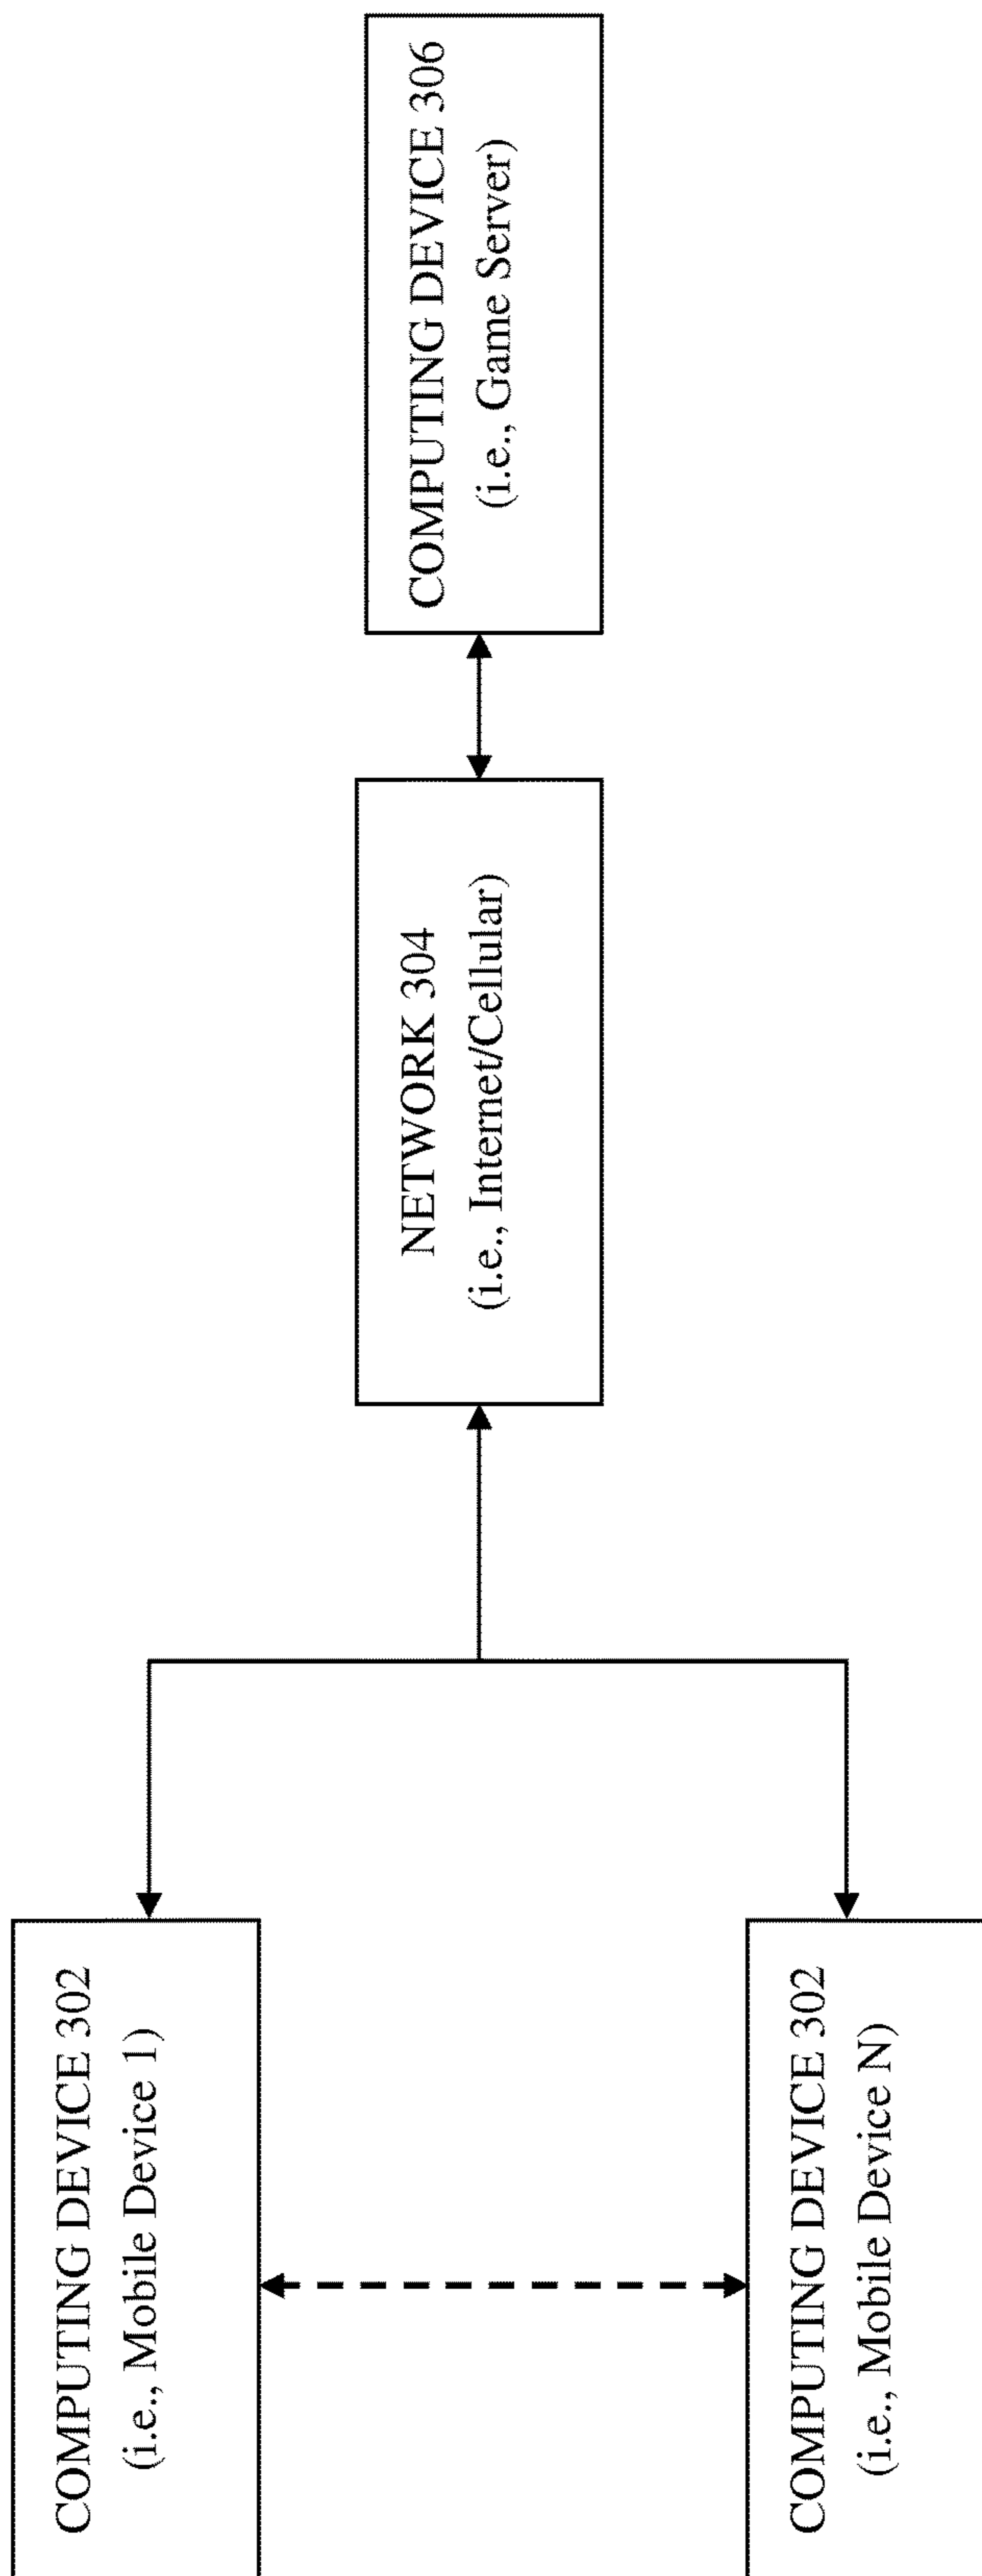 COMPUTING DEVICE 302
(i.e., Mobile Device 1)
COMPUTING DEVICE 302
(i.e., Mobile Device N)
NETWORK 304
(i.e., Internet/Cellular)
COMPUTING DEVICE 306
(i.e., Game Server)